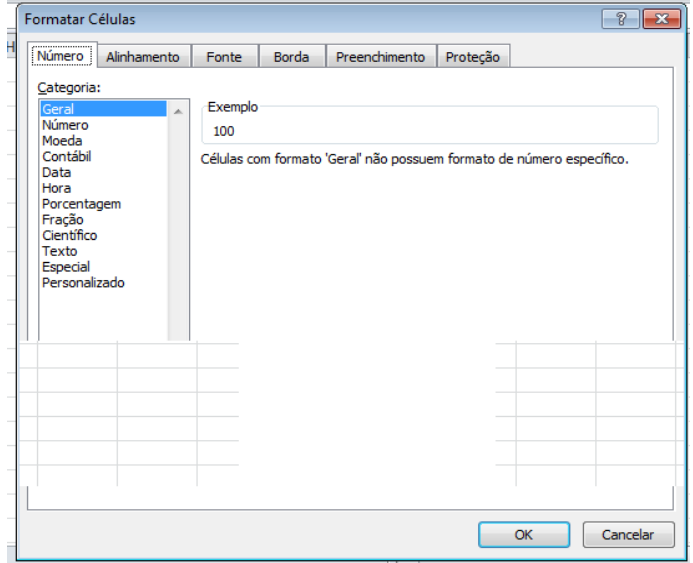 Formatar Células
?
X
H
Número Alinhamento Fonte Borda Preenchimento Proteção
Categoria:
Geral
Número
Moeda
Contábil
Data
Hora
Porcentagem
Fração
Científico
Texto
Especial
Personalizado
Exemplo
100
Células com formato 'Geral' não possuem formato de número específico.
OK Cancelar